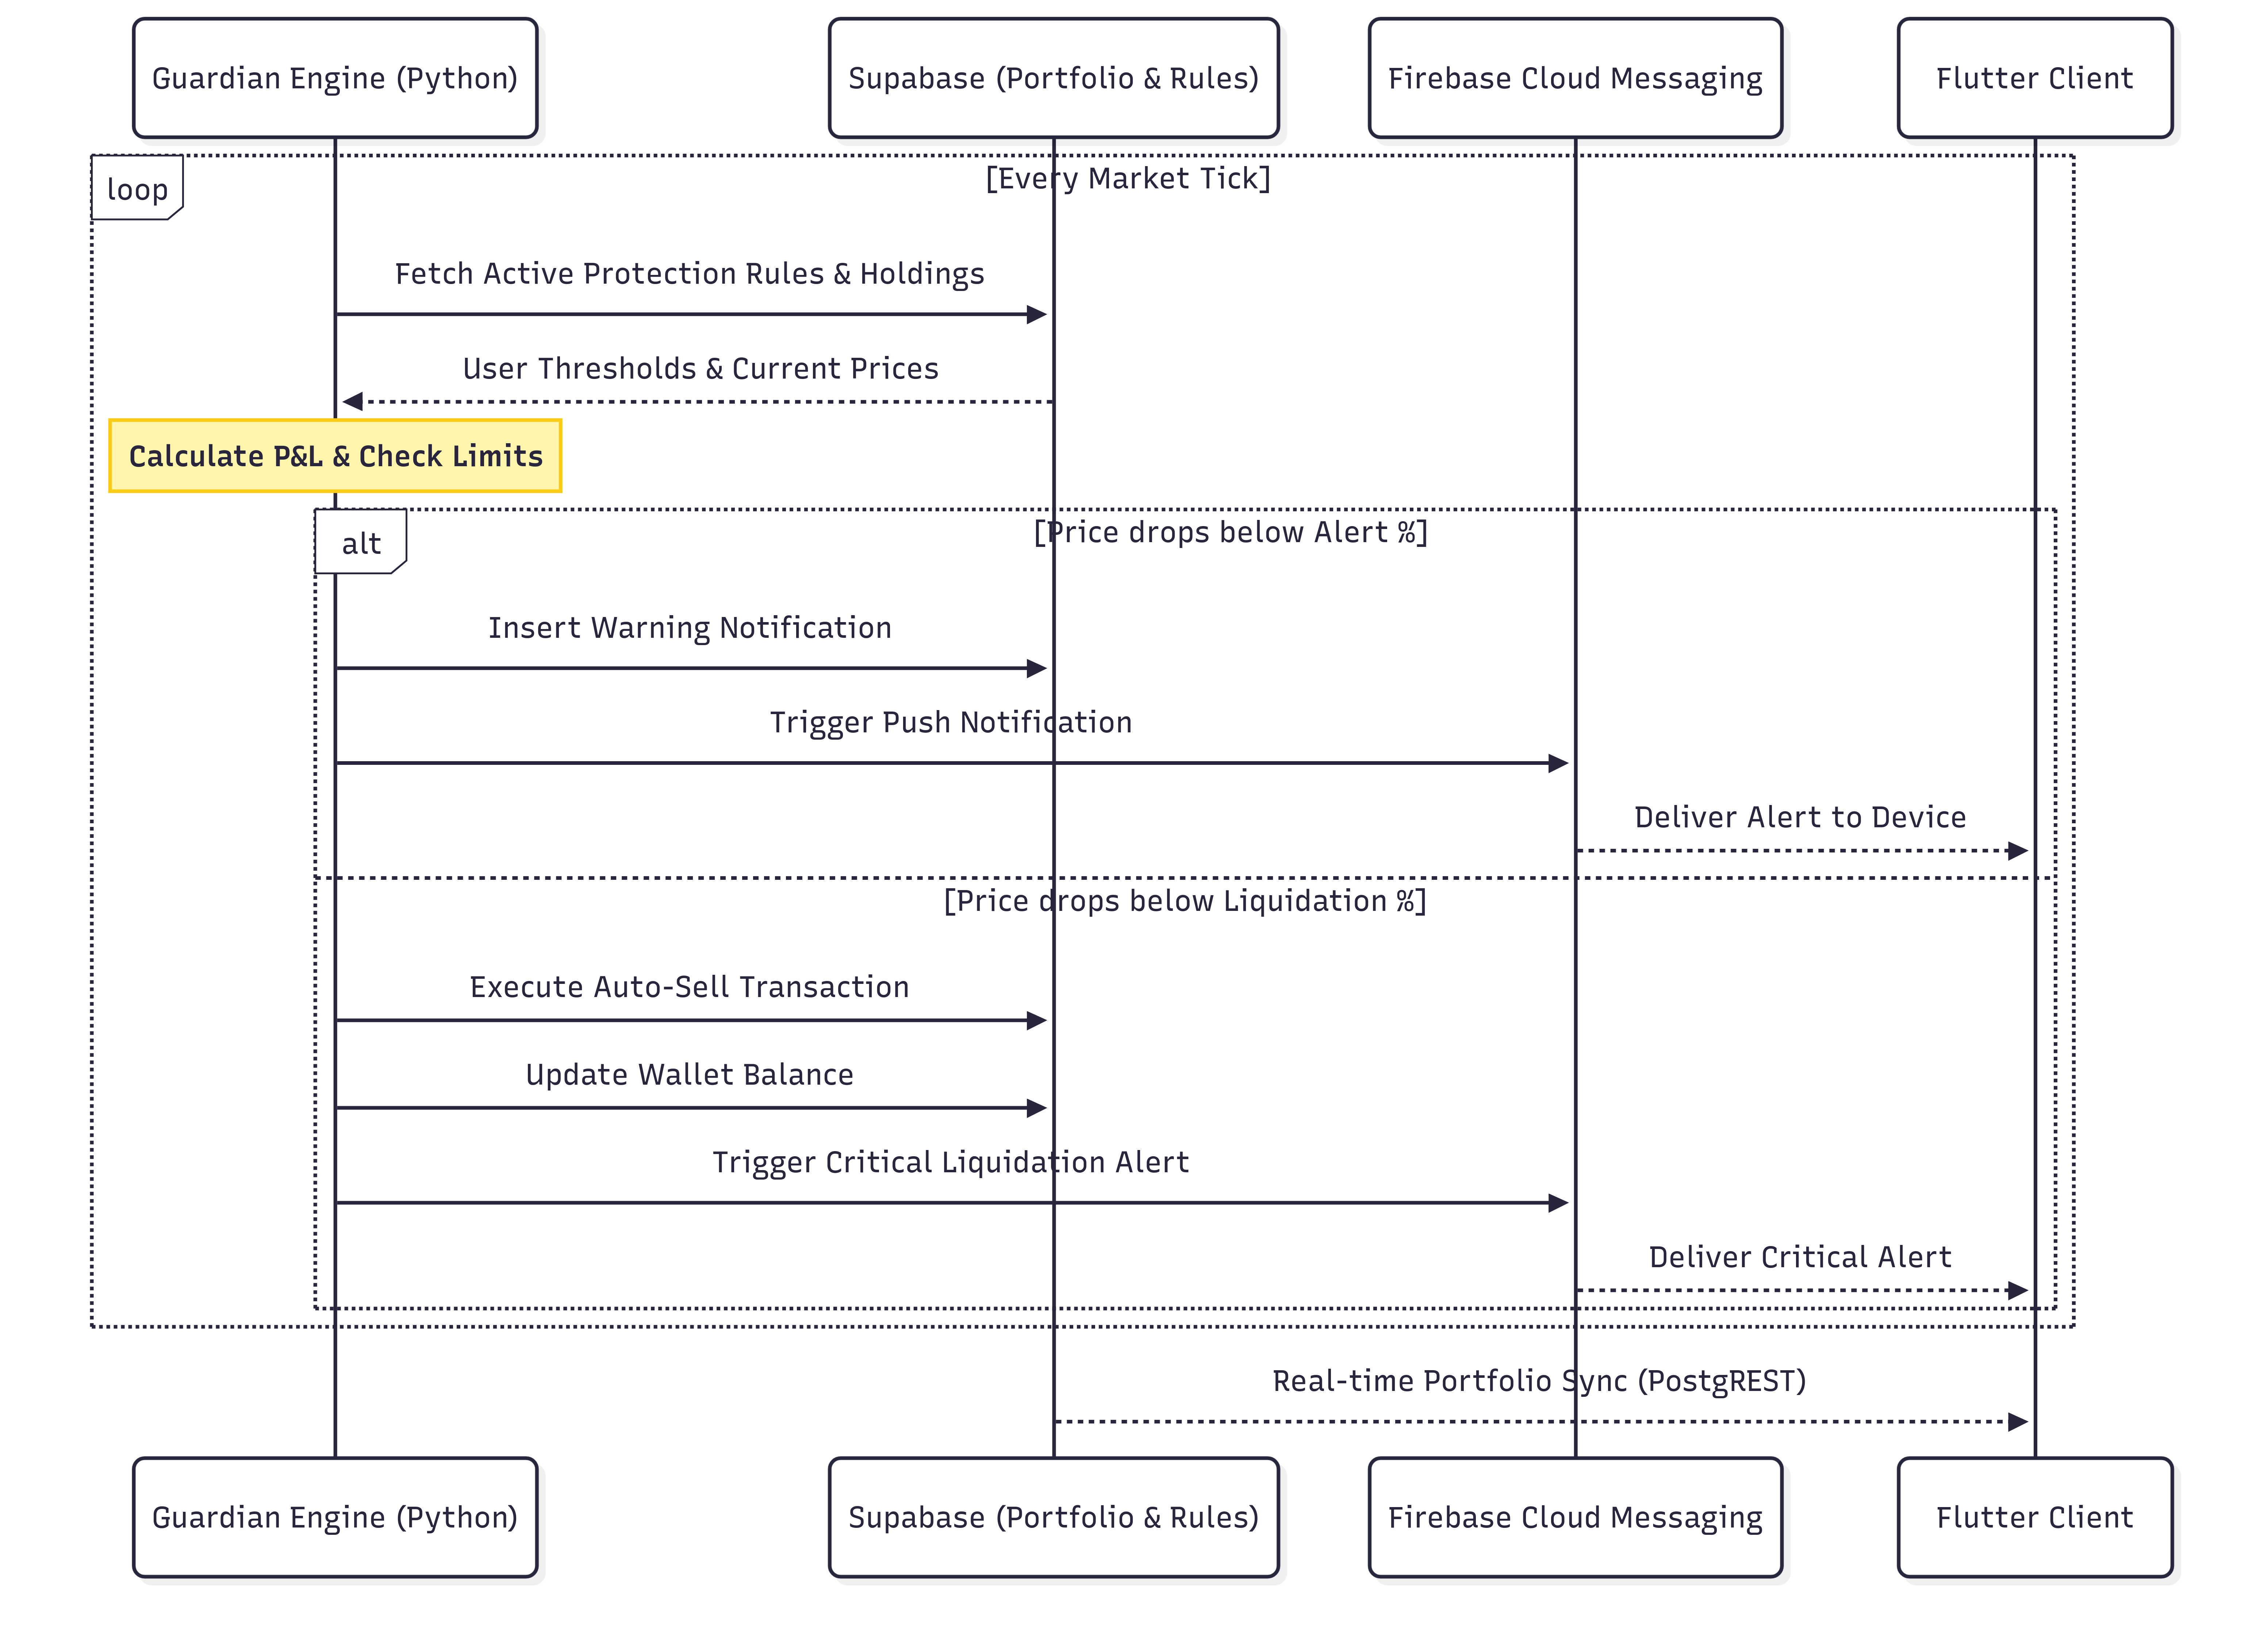 Guardian Engine (Python)
Supabase (Portfolio & Rules)
Firebase Cloud Messaging
Flutter Client
loop
[Every Market Tick]
Fetch Active Protection Rules & Holdings
User Thresholds & Current Prices
Calculate P&L & Check Limits
alt
[Price drops below Alert %]
Insert Warning Notification
Trigger Push Notification
Deliver Alert to Device
[Price drops below Liquidation %]
Execute Auto-Sell Transaction
Update Wallet Balance
Trigger Critical Liquidation Alert
Deliver Critical Alert
Real-time Portfolio Sync (PostgREST)
Guardian Engine (Python)
Supabase (Portfolio & Rules)
Firebase Cloud Messaging
Flutter Client